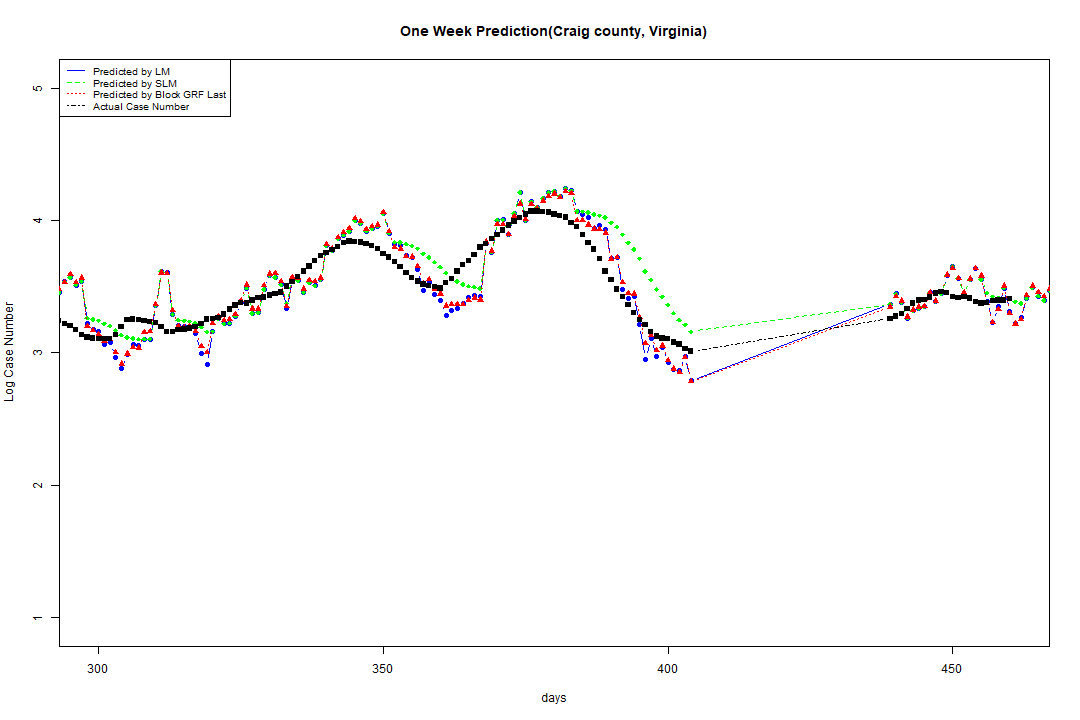 One Week Prediction(Craig county, Virginia)
Predicted by LM
Predicted by SLM
Predicted by Block GRF Last
Actual Case Number
5
4
3
2
1
Log Case Number
300
350
400
450
days